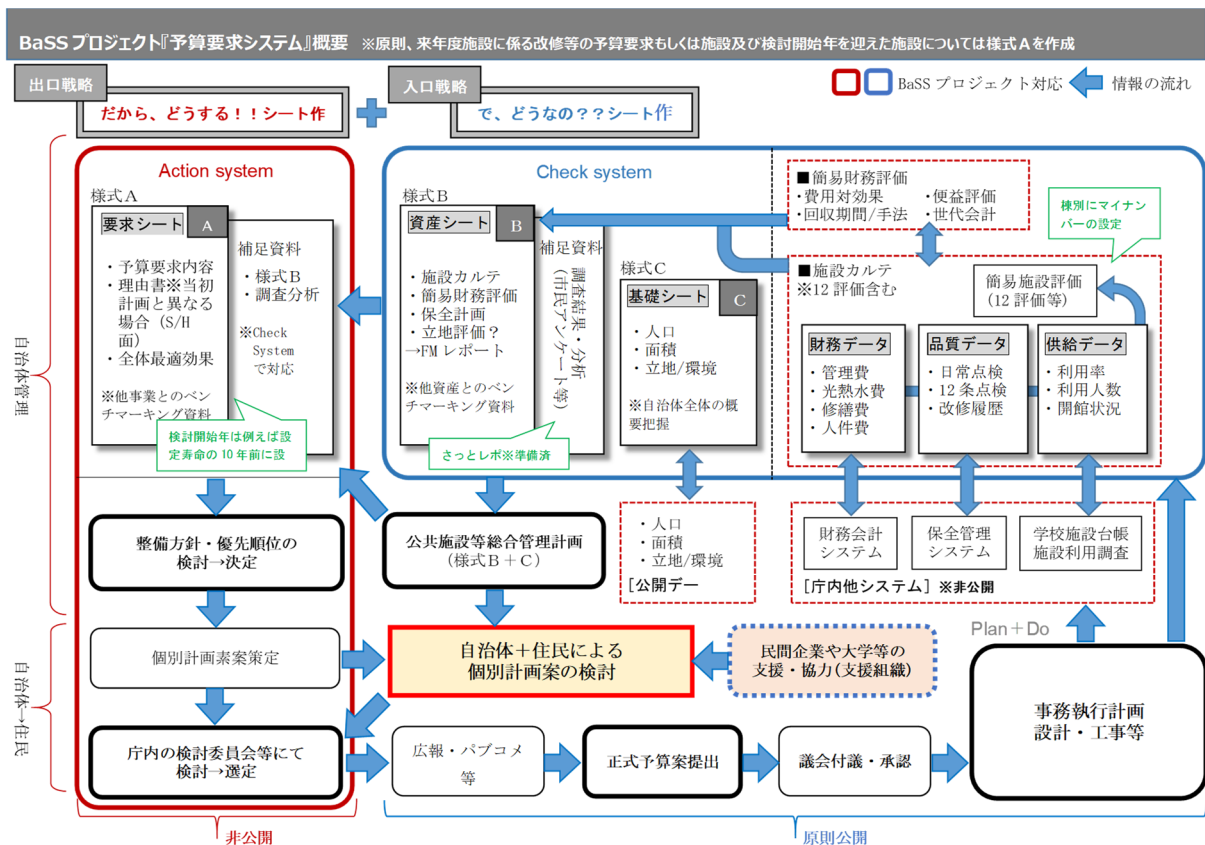 BaSSプロジェクト『予算要求システム』概要 ※原則、来年度施設に係る改修等の予算要求もしくは施設及び検討開始年を迎えた施設については様式Aを作成
出口戦略
だから、どうする！！シート作
入口戦略
で、どうなの？？シート作
BaSSプロジェクト対応
情報の流れ
自治体管理
自治体→住民
Action system
様式A
要求シート
A
・予算要求内容
・理由書※当初
計画と異なる
場合（S/H
面）
・全体最適効果
※他事業とのベン
チマーキング資料
補足資料
・様式B
・調査分析
※Check
System
で対応
検討開始年は例えば設
定寿命の10年前に設
Check system
様式B
資産シート
B
・施設カルテ
・簡易財務評価
・保全計画
・立地評価？
→FMレポート
※他資産とのベン
チマーキング資料
補足資料
調査結果・分析
（市民アンケート等）
さっとレポ※準備済
様式C
基礎シート
C
・人口
・面積
・立地/環境
※自治体全体の概
要把握
■簡易財務評価
・費用対効果 ・便益評価
・回収期間/手法 ・世代会計
棟別にマイナン
バーの設定
■施設カルテ
※12評価含む
簡易施設評価
(12評価等)
財務データ
・管理費
・光熱水費
・修繕費
・人件費
品質データ
・日常点検
・12条点検
・改修履歴
供給データ
・利用率
・利用人数
・開館状況
整備方針・優先順位の
検討→決定
公共施設等総合管理計画
(様式B＋C)
・人口
・面積
・立地/環境
[公開デー
財務会計
システム
保全管理
システム
学校施設台帳
施設利用調査
[庁内他システム] ※非公開
個別計画素案策定
自治体＋住民による
個別計画案の検討
民間企業や大学等の
支援・協力(支援組織)
Plan＋Do
事務執行計画
設計・工事等
庁内の検討委員会等にて
検討→選定
広報・パブコメ
等
正式予算案提出
議会付議・承認
非公開
原則公開